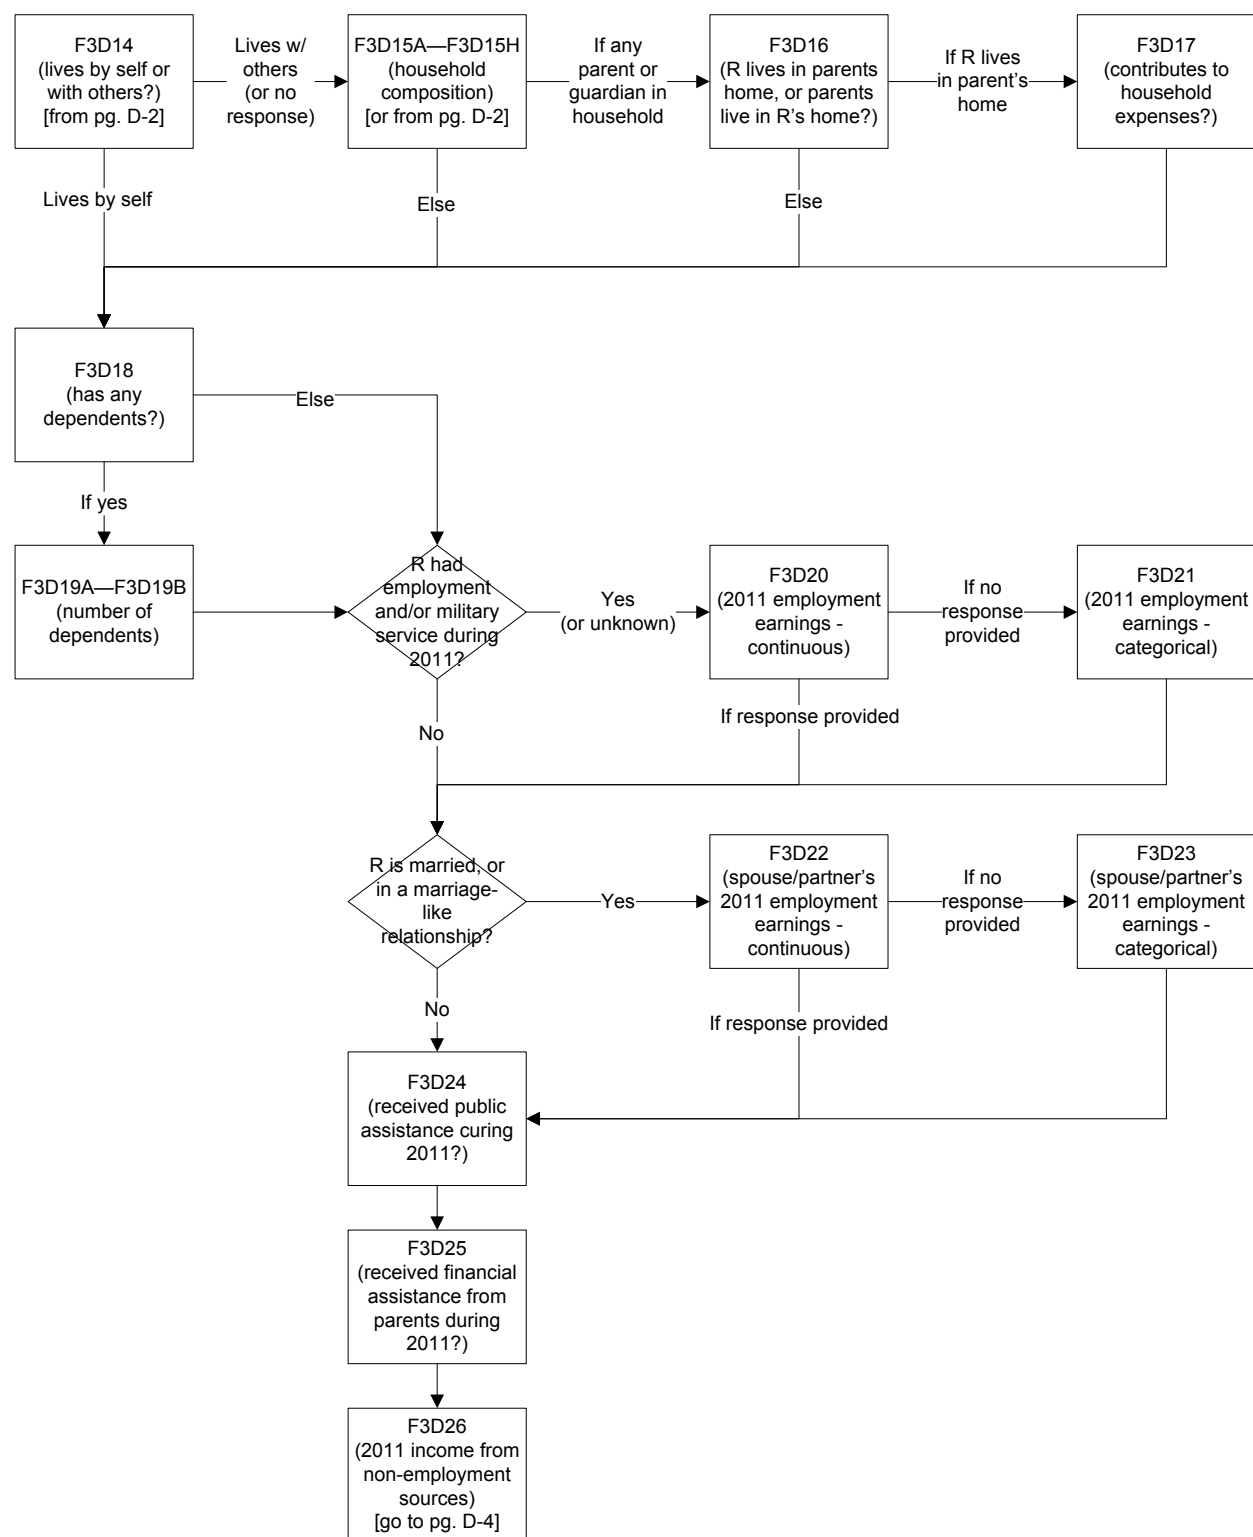 F3D14
(lives by self or
with others?)
[from pg. D-2]
Lives w/
others
(or no
response)
F3D15A—F3D15H
(household
composition)
[or from pg. D-2]
If any
parent or
guardian in
household
F3D16
(R lives in parents
home, or parents
live in R's home?)
If R lives
in parent's
home
F3D17
(contributes to
household
expenses?)
Lives by self
Else
Else
F3D18
(has any
dependents?)
Else
If yes
F3D19A—F3D19B
(number of
dependents)
R had
employment
and/or military
service during
2011?
Yes
(or unknown)
F3D20
(2011 employment
earnings -
continuous)
If no
response
provided
F3D21
(2011 employment
earnings -
categorical)
No
If response provided
R is married, or
in a marriage-
like
relationship?
Yes
F3D22
(spouse/partner's
2011 employment
earnings -
continuous)
If no
response
provided
F3D23
(spouse/partner's
2011 employment
earnings -
categorical)
No
If response provided
F3D24
(received public
assistance curing
2011?)
F3D25
(received financial
assistance from
parents during
2011?)
F3D26
(2011 income from
non-employment
sources)
[go to pg. D-4]